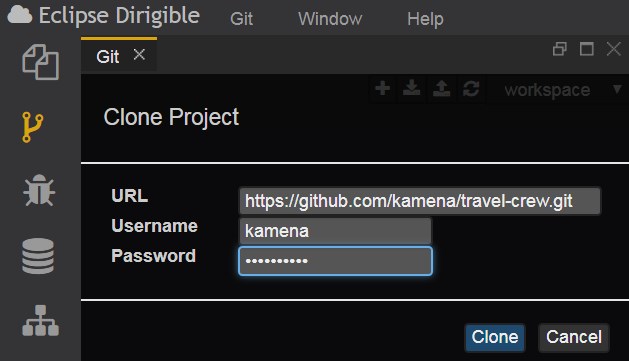 Eclipse Dirigible Git Window Help
Git
workspace
Clone Project
URL https://github.com/kamena/travel-crew.git
Username kamena
Password ••••••••••
Clone Cancel